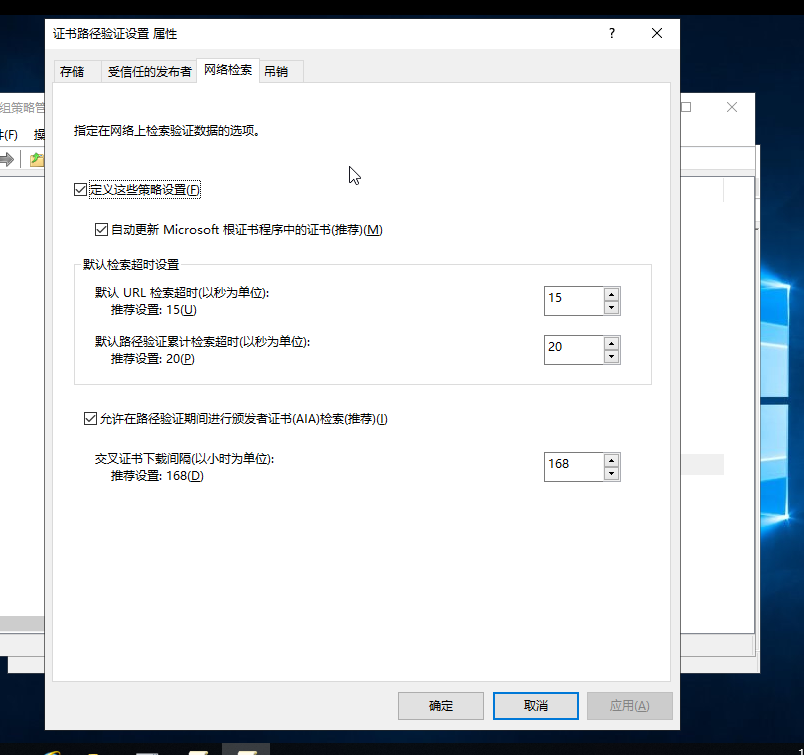 证书路径验证设置 属性
?
存储
受信任的发布者
网络检索
吊销
组策略管
件(F)
操
指定在网络上检索验证数据的选项。
定义这些策略设置(F)
自动更新 Microsoft 根证书程序中的证书(推荐)(M)
默认检索超时设置
默认 URL 检索超时(以秒为单位):
推荐设置: 15(U)
15
默认路径验证累计检索超时(以秒为单位):
推荐设置: 20(P)
20
允许在路径验证期间进行颁发者证书(AIA)检索(推荐)(I)
交叉证书下载间隔(以小时为单位):
推荐设置: 168(D)
168
确定
取消
应用(A)